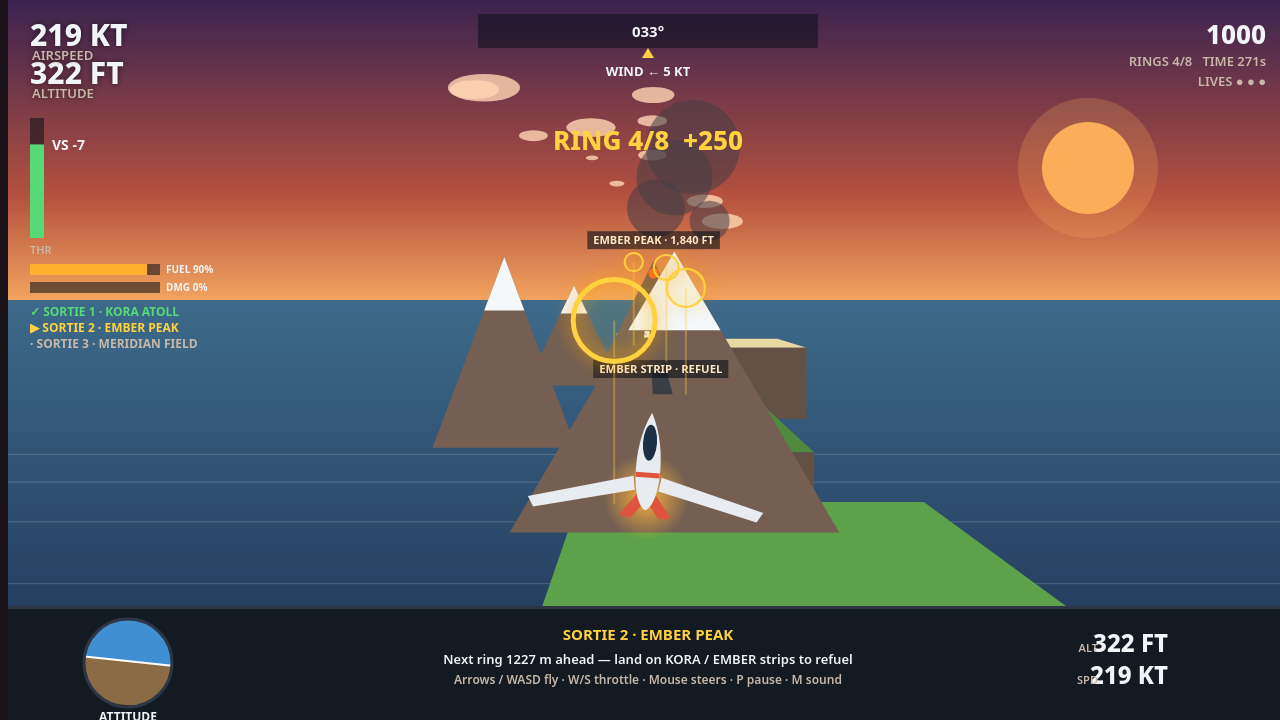 219 KT
AIRSPEED
322 FT
ALTITUDE
VS -7
THR
FUEL 90%
DMG 0%
✓ SORTIE 1 · KORA ATOLL
▶ SORTIE 2 · EMBER PEAK
· SORTIE 3 · MERIDIAN FIELD
033°
WIND ← 5 KT
RING 4/8 +250
1000
RINGS 4/8 TIME 271s
LIVES ● ● ●
EMBER PEAK · 1,840 FT
EMBER STRIP · REFUEL
ATTITUDE
SORTIE 2 · EMBER PEAK
Next ring 1227 m ahead — land on KORA / EMBER strips to refuel
Arrows / WASD fly · W/S throttle · Mouse steers · P pause · M sound
ALT 322 FT
SPD 219 KT